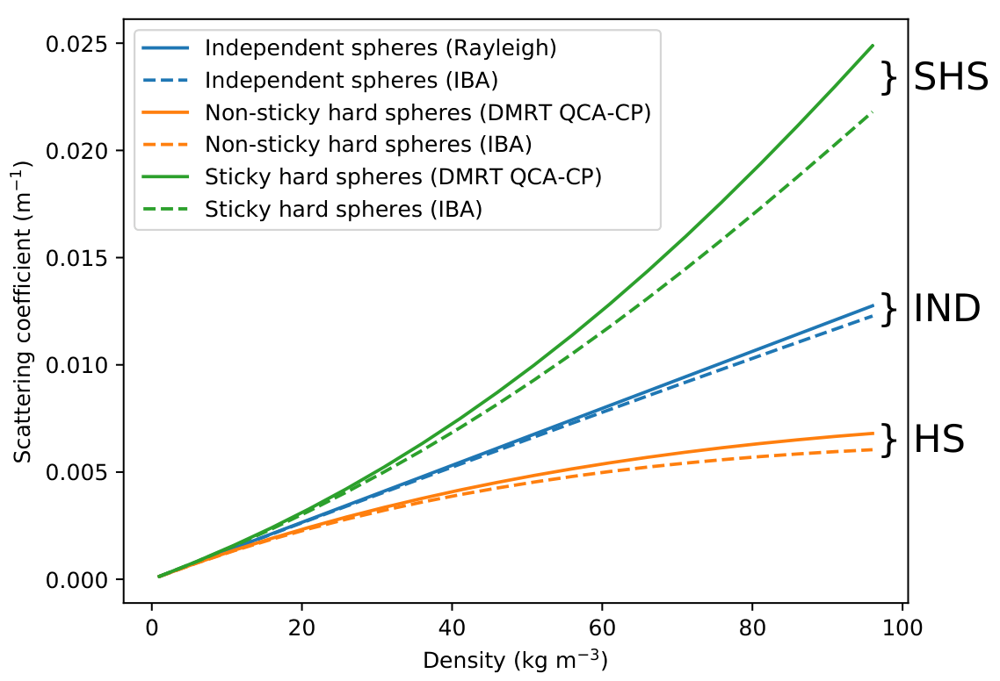 0.025
0.020
0.015
0.010
0.005
0.000
Scattering coefficient (m⁻¹)
Independent spheres (Rayleigh)
Independent spheres (IBA)
Non-sticky hard spheres (DMRT QCA-CP)
Non-sticky hard spheres (IBA)
Sticky hard spheres (DMRT QCA-CP)
Sticky hard spheres (IBA)
} SHS
} IND
} HS
0 20 40 60 80 100
Density (kg m⁻³)